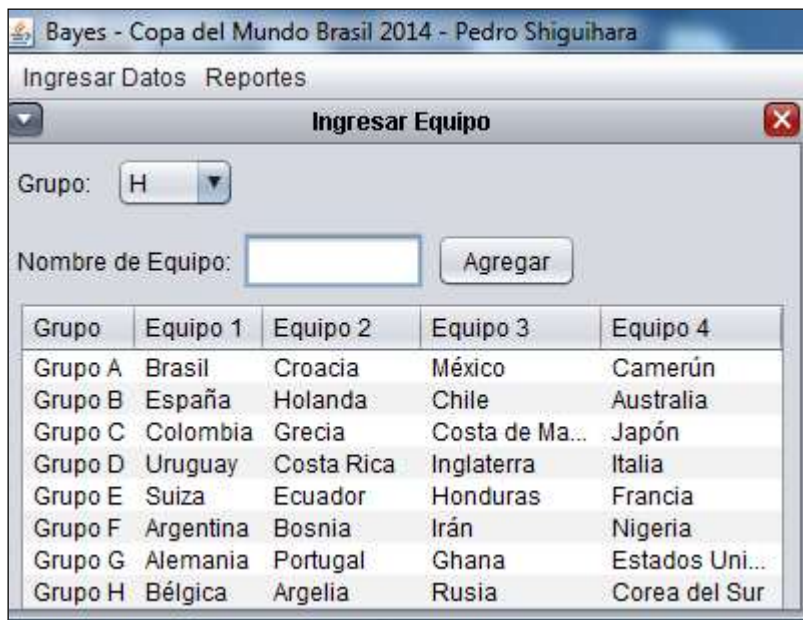 Bayes - Copa del Mundo Brasil 2014 - Pedro Shiguihara
Ingresar Datos Reportes
Ingresar Equipo
Grupo: H
Nombre de Equipo: Agregar
Grupo Equipo 1 Equipo 2 Equipo 3 Equipo 4
Grupo A Brasil Croacia México Camerún
Grupo B España Holanda Chile Australia
Grupo C Colombia Grecia Costa de Ma... Japón
Grupo D Uruguay Costa Rica Inglaterra Italia
Grupo E Suiza Ecuador Honduras Francia
Grupo F Argentina Bosnia Irán Nigeria
Grupo G Alemania Portugal Ghana Estados Uni...
Grupo H Bélgica Argelia Rusia Corea del Sur